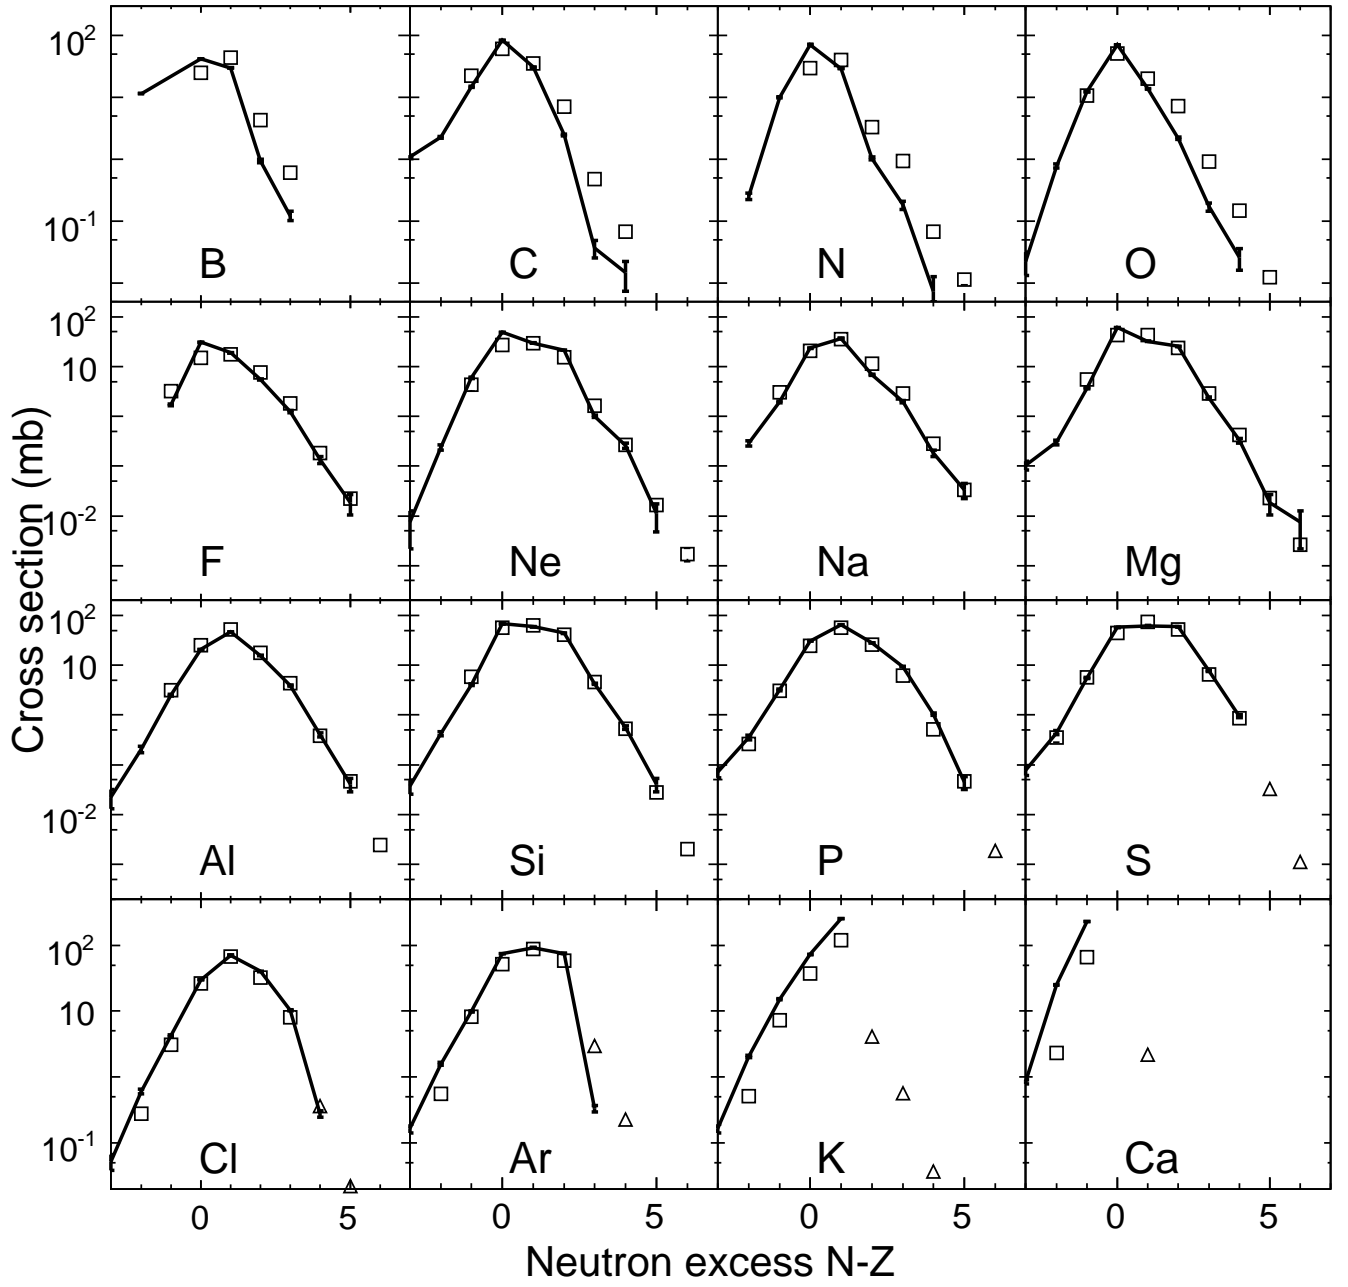 10²
10⁻¹
B
C
N
O
10²
10
10⁻²
F
Ne
Na
Mg
10²
10
10⁻²
Al
Si
P
S
10²
10
10⁻¹
Cl
Ar
K
Ca
0 5 0 5 0 5 0 5
Neutron excess N-Z
Cross section (mb)